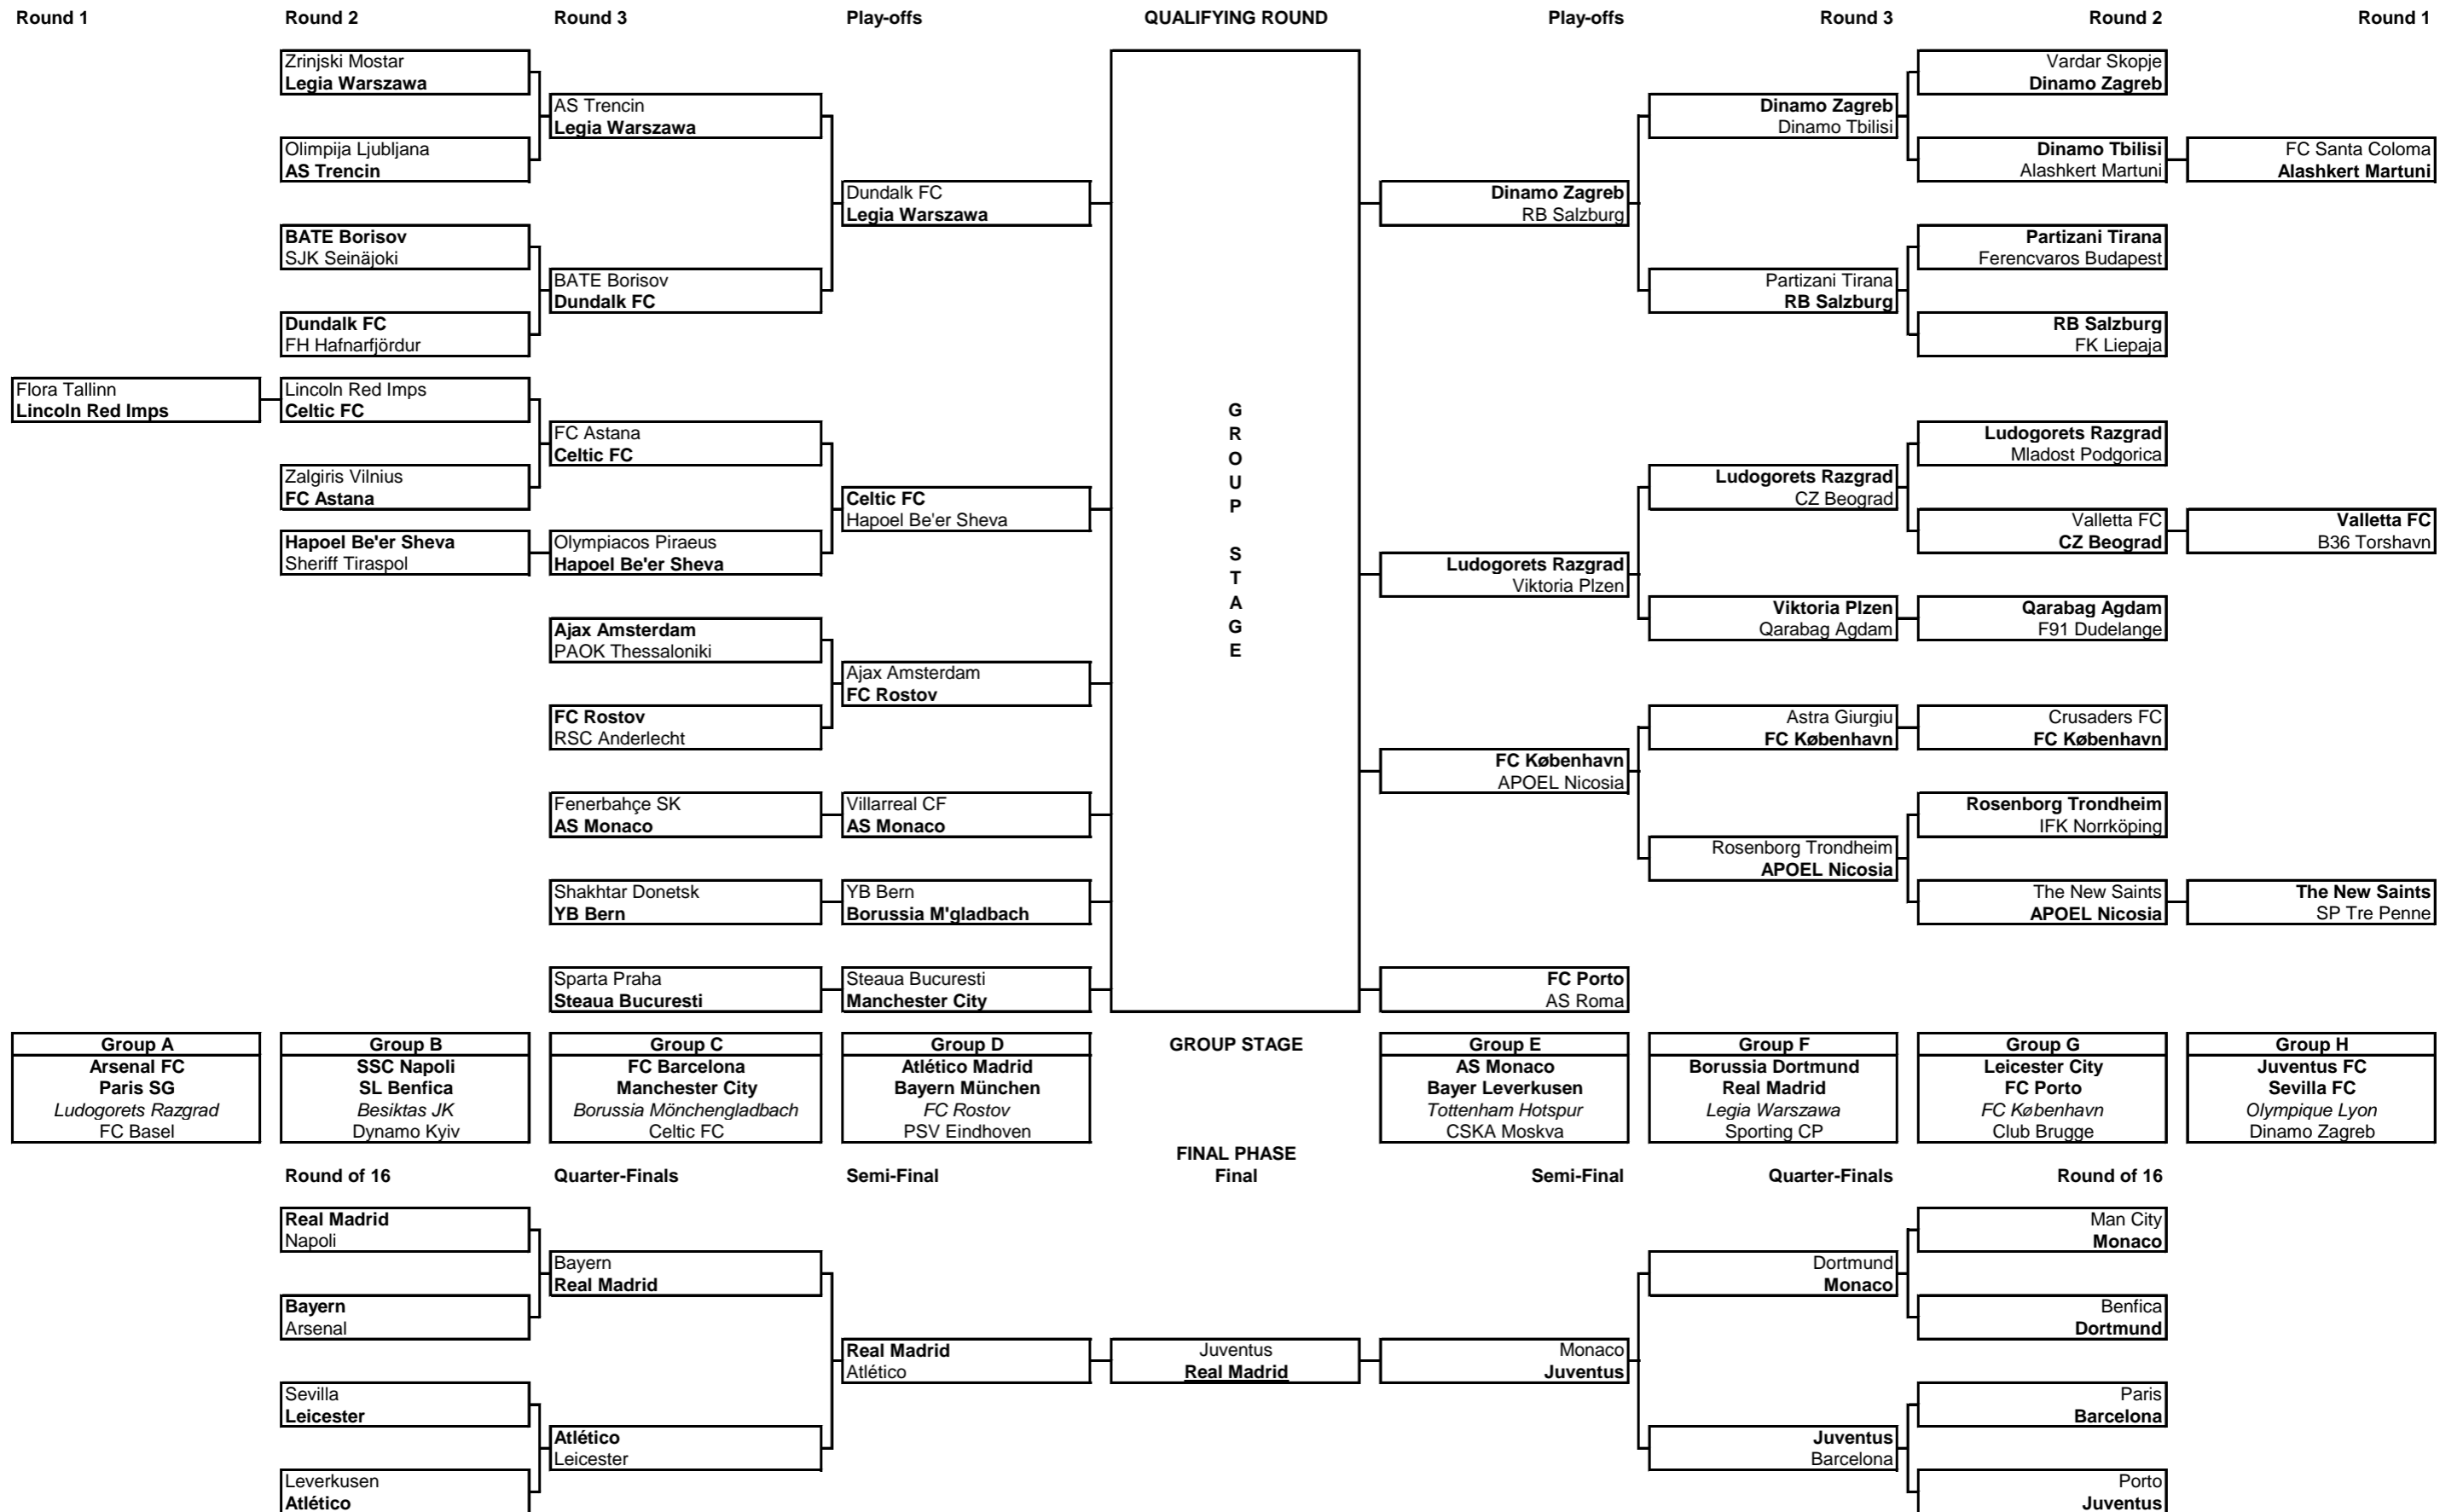 Round 1
Round 2
Round 3
Play-offs
QUALIFYING ROUND
Play-offs
Round 3
Round 2
Round 1
Zrinjski Mostar
Legia Warszawa
Olimpija Ljubljana
AS Trencin
BATE Borisov
SJK Seinäjoki
Dundalk FC
FH Hafnarfjördur
Flora Tallinn
Lincoln Red Imps
Lincoln Red Imps
Celtic FC
Zalgiris Vilnius
FC Astana
Hapoel Be'er Sheva
Sheriff Tiraspol
AS Trencin
Legia Warszawa
BATE Borisov
Dundalk FC
FC Astana
Celtic FC
Olympiacos Piraeus
Hapoel Be'er Sheva
Ajax Amsterdam
PAOK Thessaloniki
FC Rostov
RSC Anderlecht
Fenerbahçe SK
AS Monaco
Shakhtar Donetsk
YB Bern
Sparta Praha
Steaua Bucuresti
Dundalk FC
Legia Warszawa
Celtic FC
Hapoel Be'er Sheva
Ajax Amsterdam
FC Rostov
Villarreal CF
AS Monaco
YB Bern
Borussia M'gladbach
Steaua Bucuresti
Manchester City
G
R
O
U
P
S
T
A
G
E
Dinamo Zagreb
RB Salzburg
Ludogorets Razgrad
Viktoria Plzen
FC København
APOEL Nicosia
FC Porto
AS Roma
Dinamo Zagreb
Dinamo Tbilisi
Partizani Tirana
RB Salzburg
Ludogorets Razgrad
CZ Beograd
Viktoria Plzen
Qarabag Agdam
Astra Giurgiu
FC København
Rosenborg Trondheim
APOEL Nicosia
Vardar Skopje
Dinamo Zagreb
Dinamo Tbilisi
Alashkert Martuni
Partizani Tirana
Ferencvaros Budapest
RB Salzburg
FK Liepaja
Ludogorets Razgrad
Mladost Podgorica
Valletta FC
CZ Beograd
Qarabag Agdam
F91 Dudelange
Crusaders FC
FC København
Rosenborg Trondheim
IFK Norrköping
The New Saints
APOEL Nicosia
FC Santa Coloma
Alashkert Martuni
Valletta FC
B36 Torshavn
The New Saints
SP Tre Penne
GROUP STAGE
Group A
Arsenal FC
Paris SG
Ludogorets Razgrad
FC Basel
Group B
SSC Napoli
SL Benfica
Besiktas JK
Dynamo Kyiv
Group C
FC Barcelona
Manchester City
Borussia Mönchengladbach
Celtic FC
Group D
Atlético Madrid
Bayern München
FC Rostov
PSV Eindhoven
Group E
AS Monaco
Bayer Leverkusen
Tottenham Hotspur
CSKA Moskva
Group F
Borussia Dortmund
Real Madrid
Legia Warszawa
Sporting CP
Group G
Leicester City
FC Porto
FC København
Club Brugge
Group H
Juventus FC
Sevilla FC
Olympique Lyon
Dinamo Zagreb
FINAL PHASE
Round of 16
Quarter-Finals
Semi-Final
Final
Semi-Final
Quarter-Finals
Round of 16
Real Madrid
Napoli
Bayern
Arsenal
Sevilla
Leicester
Leverkusen
Atlético
Bayern
Real Madrid
Atlético
Leicester
Real Madrid
Atlético
Juventus
Real Madrid
Monaco
Juventus
Dortmund
Monaco
Juventus
Barcelona
Man City
Monaco
Benfica
Dortmund
Paris
Barcelona
Porto
Juventus